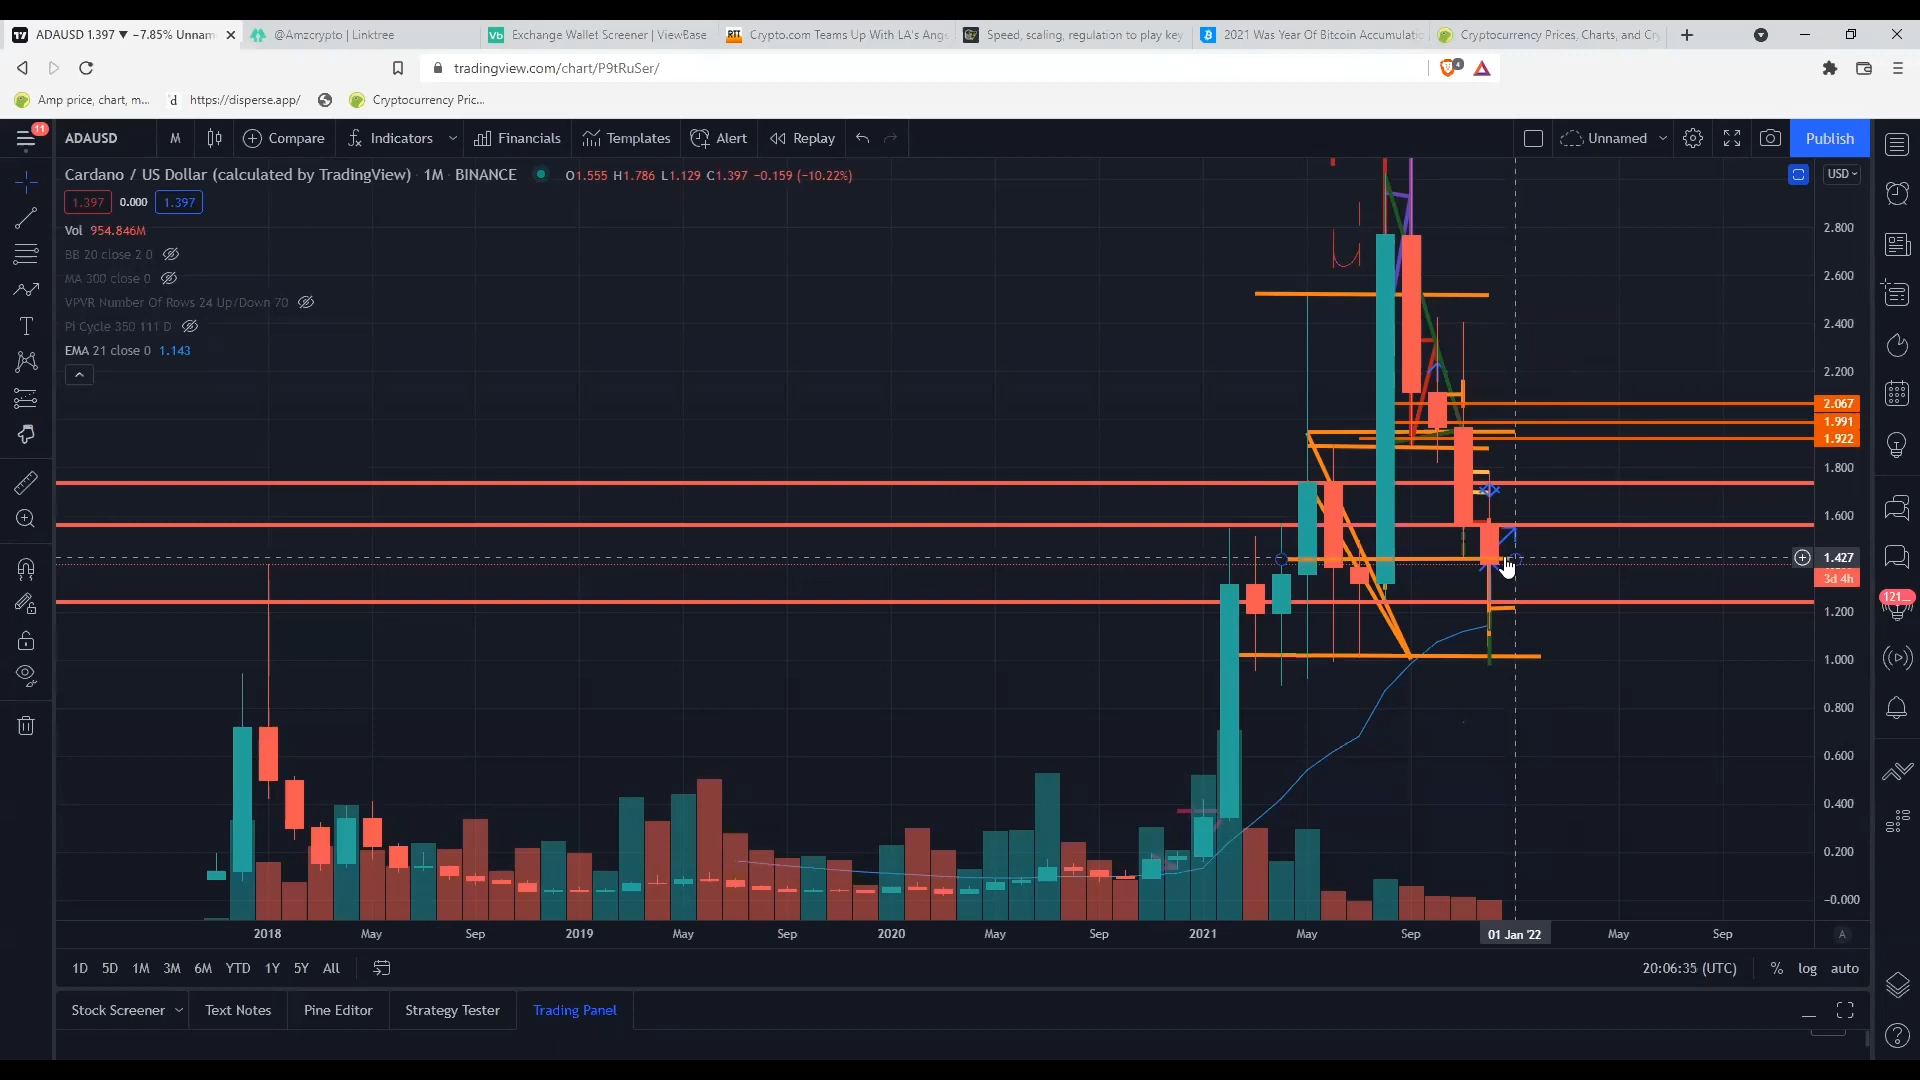 ADAUSD 1.397 ▼ −7.85% Unnam
@Amzcrypto | Linktree
Vb Exchange Wallet Screener | ViewBase
RTT Crypto.com Teams Up With LA's Ang
Speed, scaling, regulation to play key
2021 Was Year Of Bitcoin Accumulatio
Cryptocurrency Prices, Charts, and Cry
tradingview.com/chart/P9tRuSer/
4
Amp price, chart, m...
d https://disperse.app/
Cryptocurrency Pric...
11
ADAUSD
M
Compare
Indicators
Financials
Templates
Alert
Replay
Unnamed
Publish
Cardano / US Dollar (calculated by TradingView) · 1M · BINANCE
O1.555 H1.786 L1.129 C1.397 −0.159 (−10.22%)
USD
1.397 0.000 1.397
Vol 954.846M
BB 20 close 2 0
MA 300 close 0
VPVR Number Of Rows 24 Up/Down 70
Pi Cycle 350 111 D
EMA 21 close 0 1.143
2.800
2.600
2.400
2.200
2.067
1.991
1.922
1.800
1.600
1.427
3d 4h
1.200
1.000
0.800
0.600
0.400
0.200
−0.000
121...
2018 May Sep 2019 May Sep 2020 May Sep 2021 May Sep 01 Jan '22 May Sep
A
1D 5D 1M 3M 6M YTD 1Y 5Y All
20:06:35 (UTC) % log auto
Stock Screener Text Notes Pine Editor Strategy Tester Trading Panel